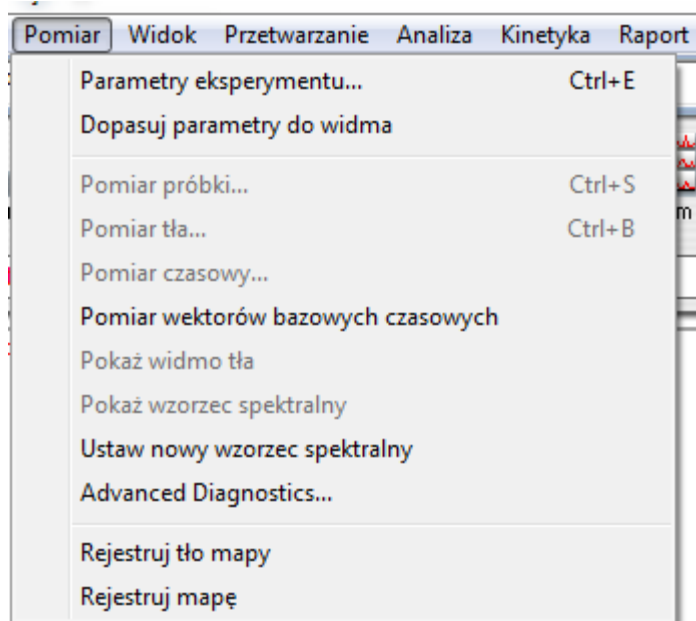 Pomiar Widok Przetwarzanie Analiza Kinetyka Raport
Parametry eksperymentu... Ctrl+E
Dopasuj parametry do widma
Pomiar próbki... Ctrl+S
Pomiar tła... Ctrl+B
Pomiar czasowy...
Pomiar wektorów bazowych czasowych
Pokaż widmo tła
Pokaż wzorzec spektralny
Ustaw nowy wzorzec spektralny
Advanced Diagnostics...
Rejestruj tło mapy
Rejestruj mapę